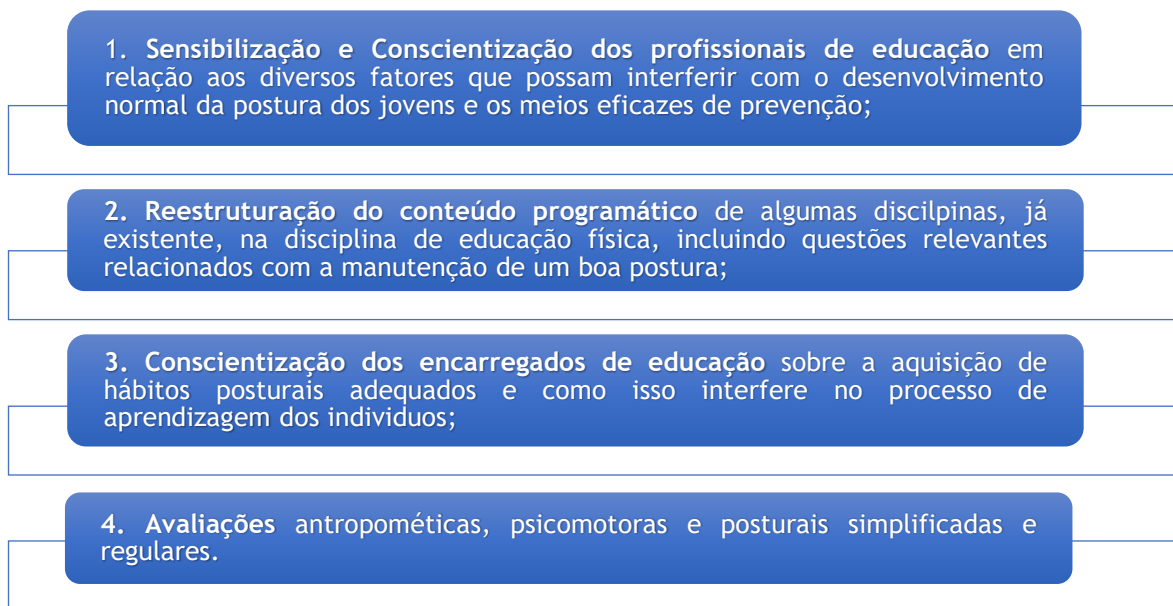 1. Sensibilização e Conscientização dos profissionais de educação em
relação aos diversos fatores que possam interferir com o desenvolvimento
normal da postura dos jovens e os meios eficazes de prevenção;
2. Reestruturação do conteúdo programático de algumas discilpinas, já
existente, na disciplina de educação física, incluindo questões relevantes
relacionados com a manutenção de um boa postura;
3. Conscientização dos encarregados de educação sobre a aquisição de
hábitos posturais adequados e como isso interfere no processo de
aprendizagem dos individuos;
4. Avaliações antropométicas, psicomotoras e posturais simplificadas e
regulares.